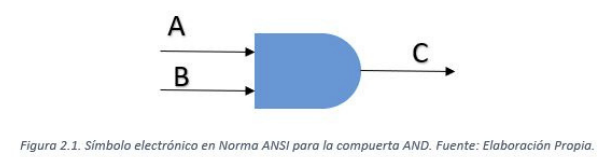 A
B
C
Figura 2.1. Símbolo electrónico en Norma ANSI para la compuerta AND. Fuente: Elaboración Propia.